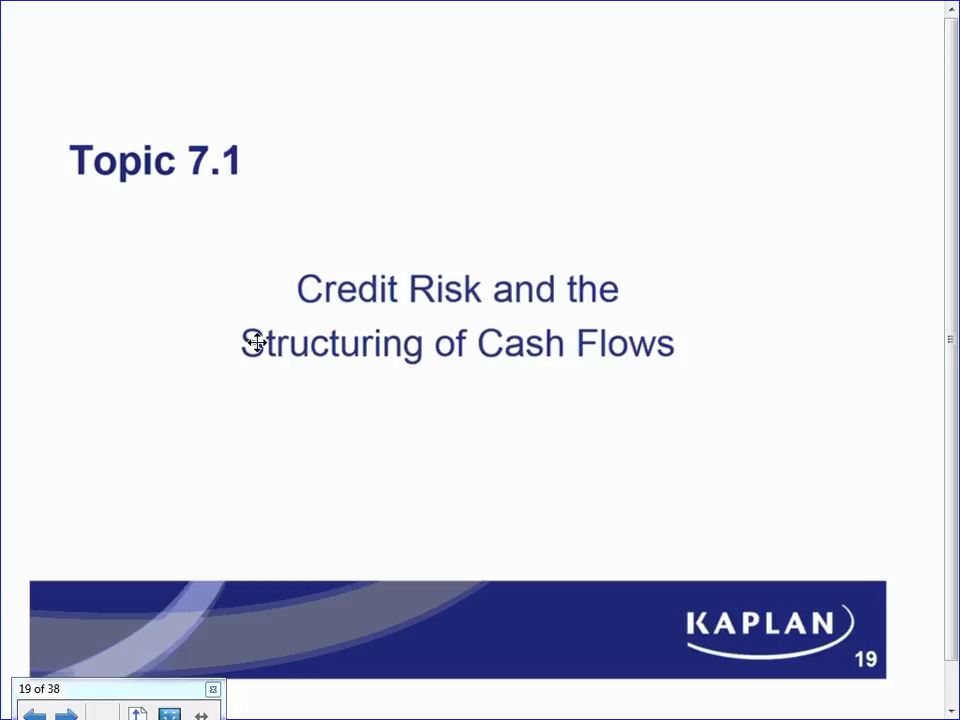 Topic 7.1
Credit Risk and the
Structuring of Cash Flows
KAPLAN
19
19 of 38